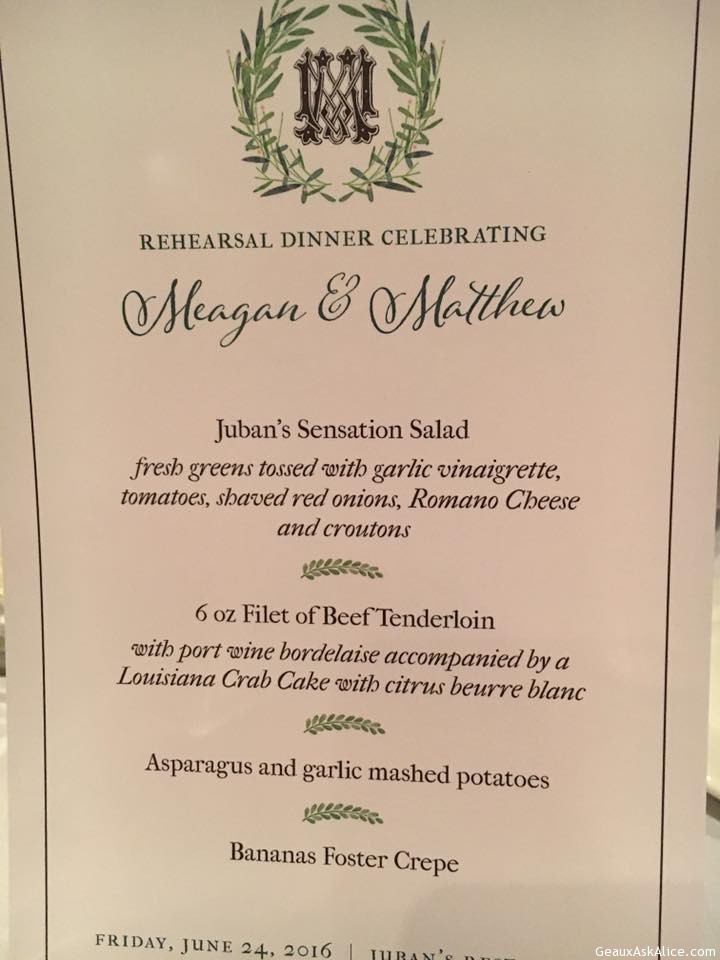 REHEARSAL DINNER CELEBRATING
Meagan & Matthew
Juban's Sensation Salad
fresh greens tossed with garlic vinaigrette,
tomatoes, shaved red onions, Romano Cheese
and croutons
6 oz Filet of Beef Tenderloin
with port wine bordelaise accompanied by a
Louisiana Crab Cake with citrus beurre blanc
Asparagus and garlic mashed potatoes
Bananas Foster Crepe
FRIDAY, JUNE 24, 2016 | JUBAN'S
GeauxAskAlice.com